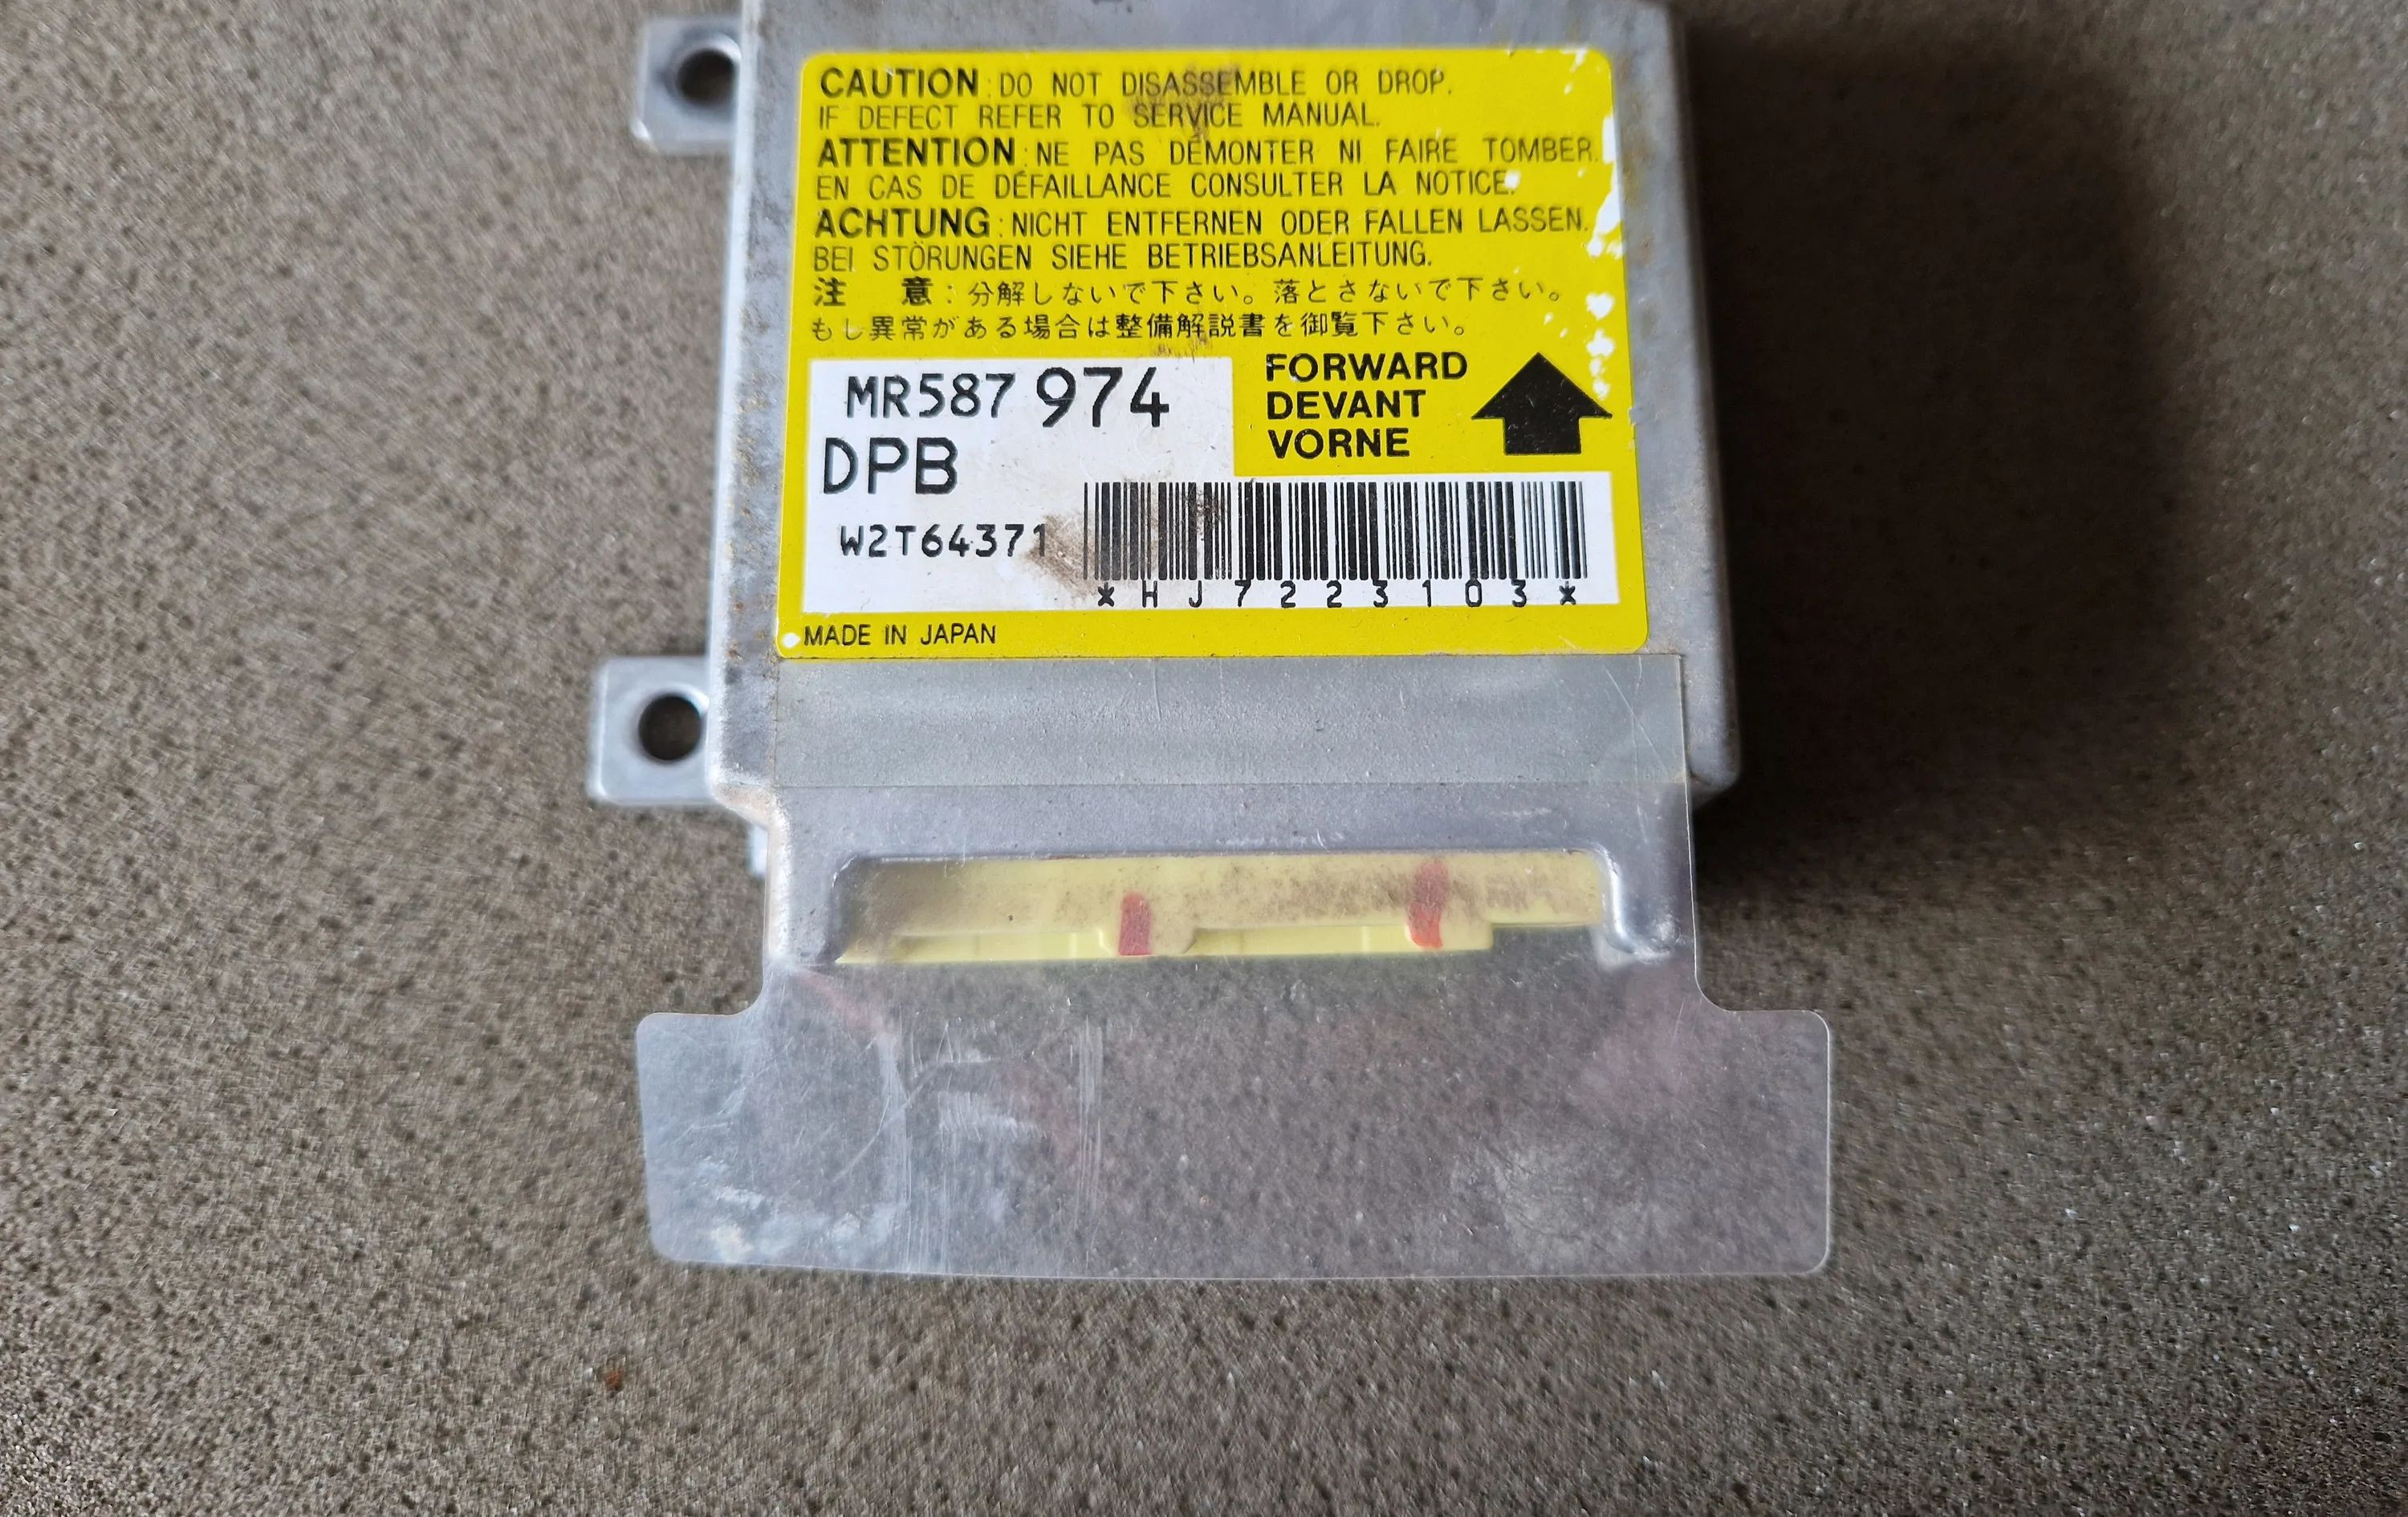 CAUTION : DO NOT DISASSEMBLE OR DROP.
IF DEFECT REFER TO SERVICE MANUAL.
ATTENTION : NE PAS DÉMONTER NI FAIRE TOMBER.
EN CAS DE DÉFAILLANCE CONSULTER LA NOTICE.
ACHTUNG : NICHT ENTFERNEN ODER FALLEN LASSEN.
BEI STÖRUNGEN SIEHE BETRIEBSANLEITUNG.
注 意 : 分解しないで下さい。落とさないで下さい。
もし異常がある場合は整備解説書を御覧下さい。
MR587 974
DPB
W2T64371
FORWARD
DEVANT
VORNE
*HJ7223103*
MADE IN JAPAN